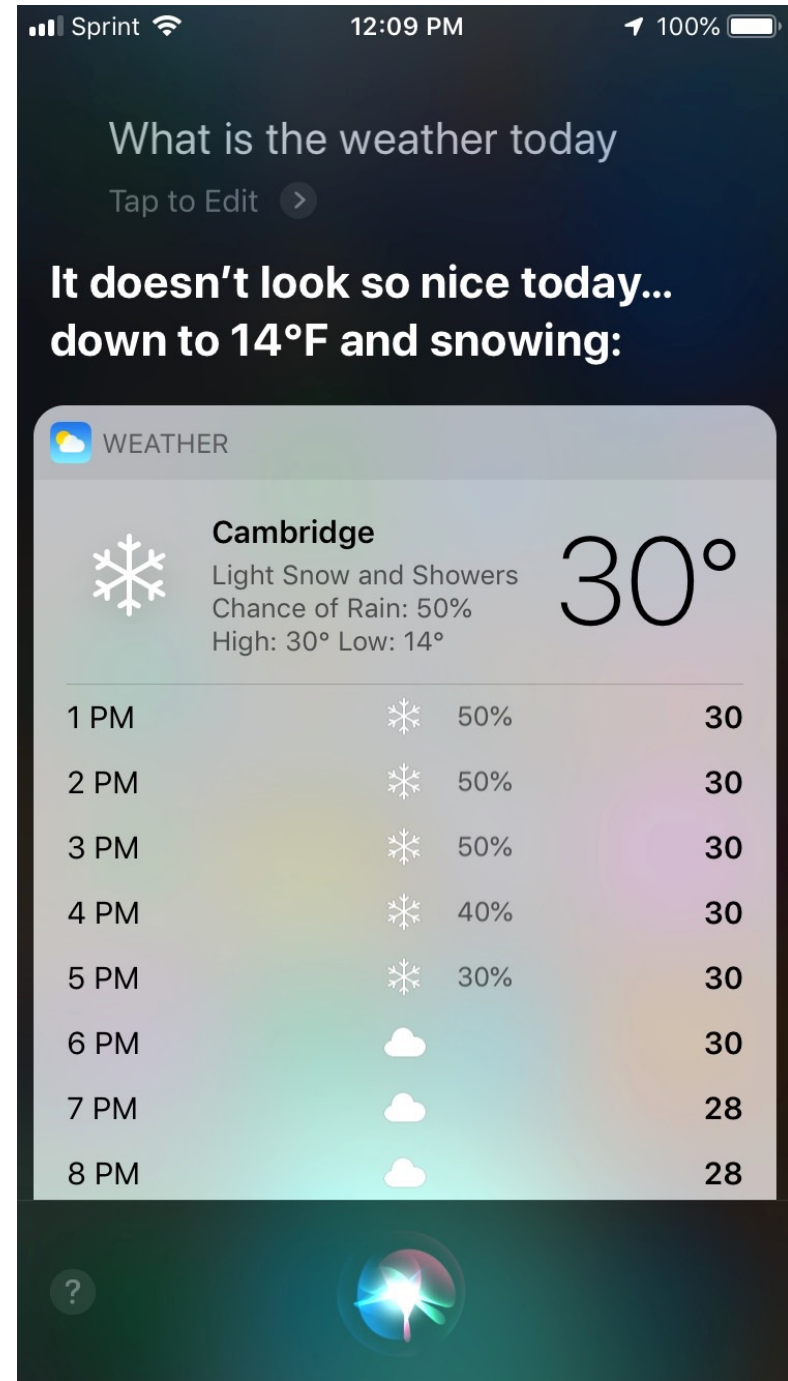 Sprint 12:09 PM 100%
What is the weather today
Tap to Edit >
It doesn't look so nice today...
down to 14°F and snowing:
WEATHER
Cambridge 30°
Light Snow and Showers
Chance of Rain: 50%
High: 30° Low: 14°
1 PM 50% 30
2 PM 50% 30
3 PM 50% 30
4 PM 40% 30
5 PM 30% 30
6 PM 30
7 PM 28
8 PM 28
?